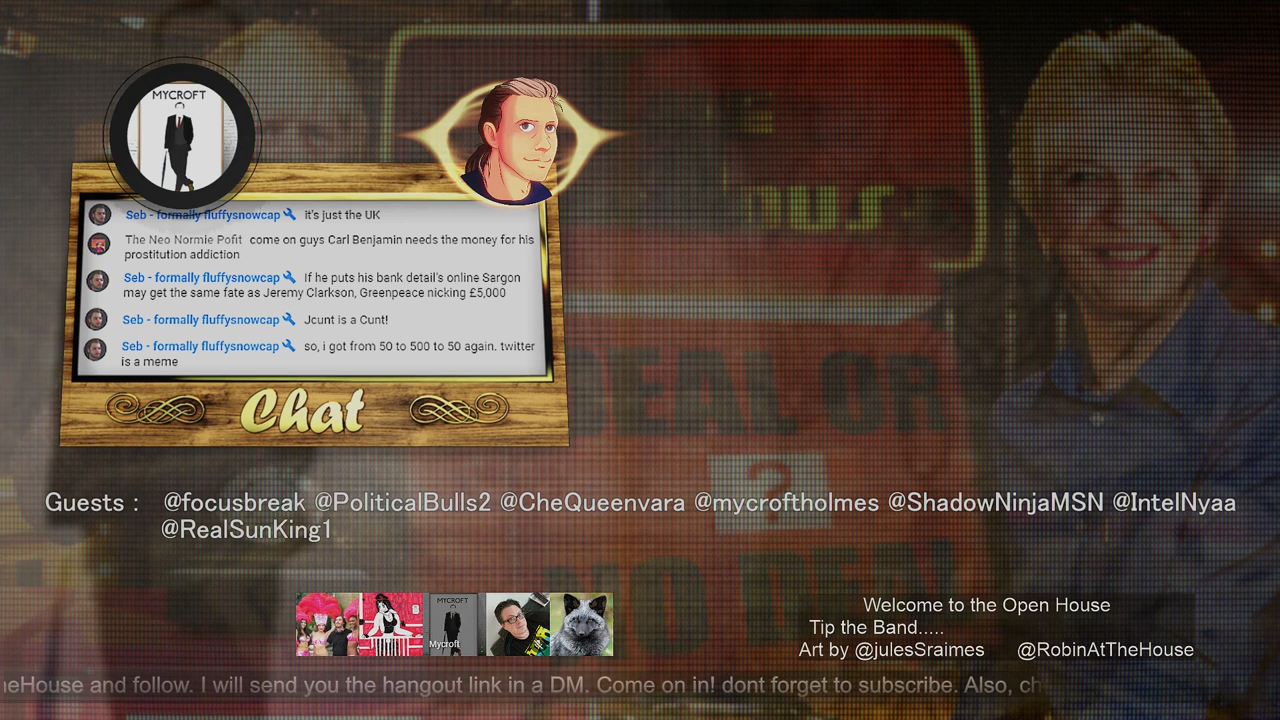 MYCROFT
Seb - formally fluffysnowcap it's just the UK
The Neo Normie Pofit come on guys Carl Benjamin needs the money for his
prostitution addiction
Seb - formally fluffysnowcap If he puts his bank detail's online Sargon
may get the same fate as Jeremy Clarkson, Greenpeace nicking £5,000
Seb - formally fluffysnowcap Jcunt is a Cunt!
Seb - formally fluffysnowcap so, i got from 50 to 500 to 50 again. twitter
is a meme
Chat
DEAL OR
?
NO DEAL
Guests : @focusbreak @PoliticalBulls2 @CheQueenvara @mycroftholmes @ShadowNinjaMSN @IntelNyaa
@RealSunKing1
MYCROFT
Mycroft
Welcome to the Open House
Tip the Band.....
Art by @julesSraimes @RobinAtTheHouse
eHouse and follow. I will send you the hangout link in a DM. Come on in! dont forget to subscribe. Also, ch